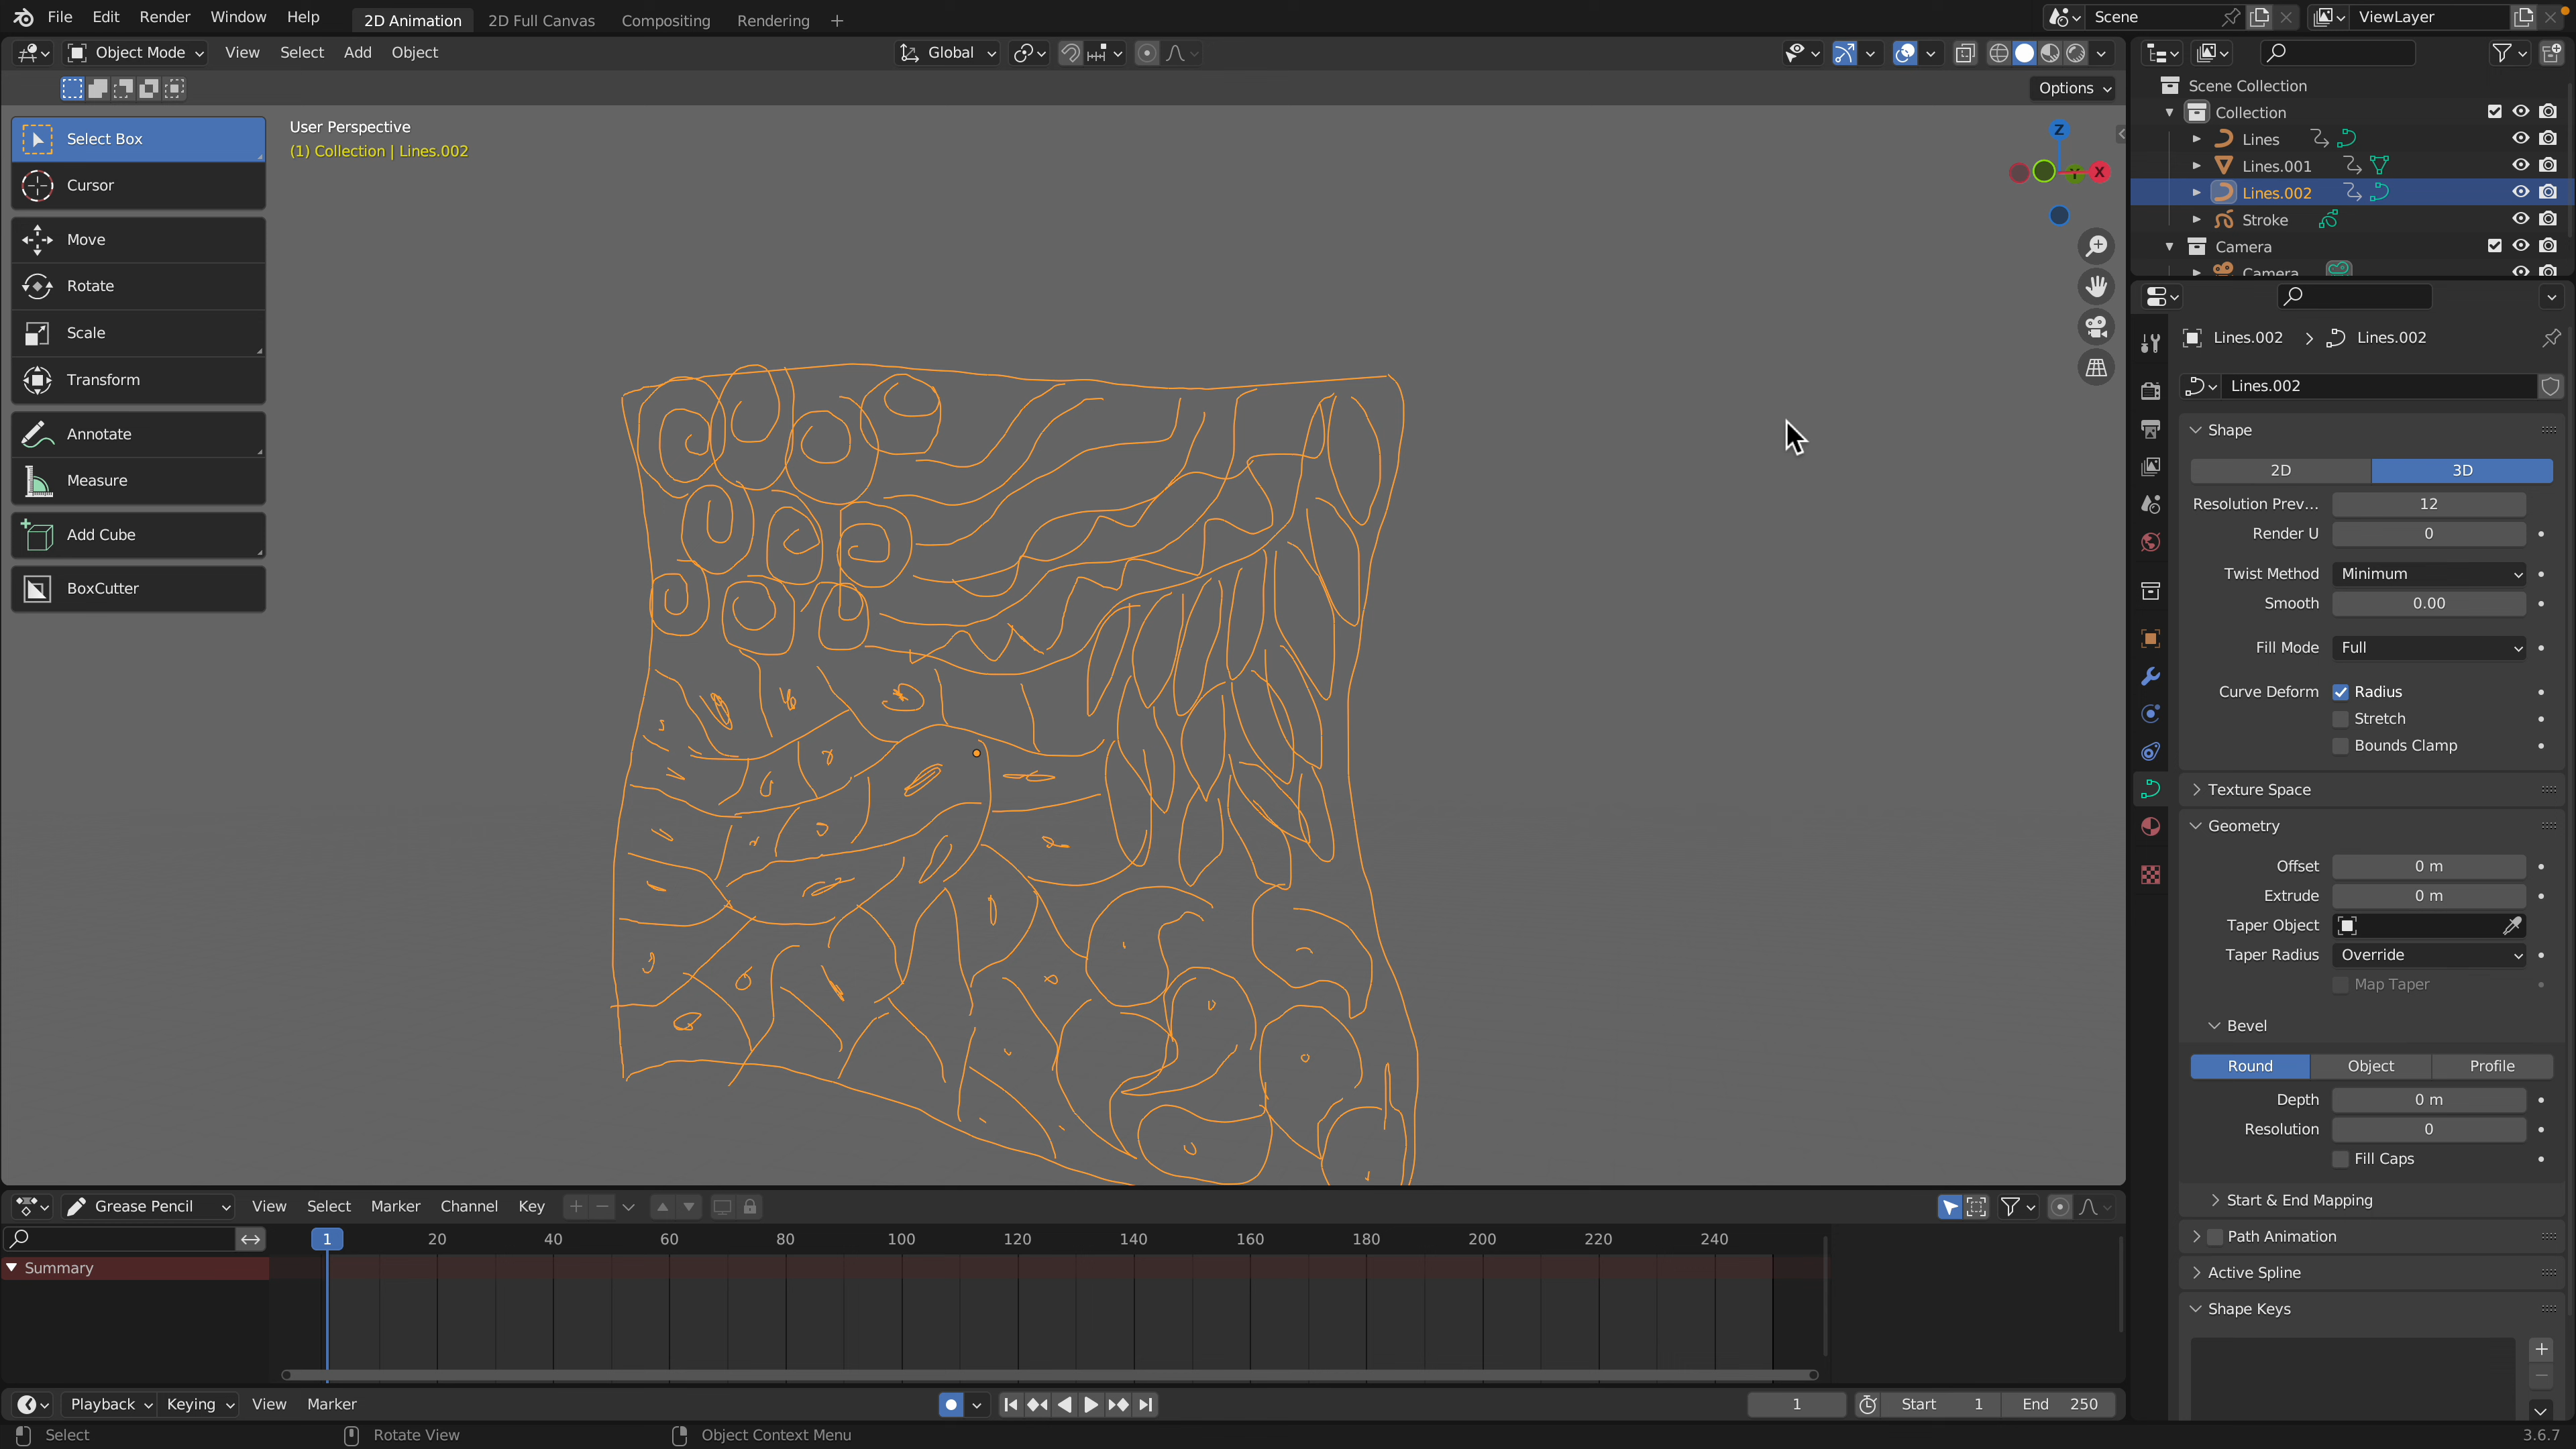 File Edit Render Window Help 2D Animation 2D Full Canvas Compositing Rendering + Scene ViewLayer
Object Mode View Select Add Object Global
Options
Select Box
Cursor
Move
Rotate
Scale
Transform
Annotate
Measure
Add Cube
BoxCutter
User Perspective
(1) Collection | Lines.002
Z
Y
X
Scene Collection
Collection
Lines
Lines.001
Lines.002
Stroke
Camera
Camera
Lines.002 > Lines.002
Lines.002
Shape
2D 3D
Resolution Prev... 12
Render U 0
Twist Method Minimum
Smooth 0.00
Fill Mode Full
Curve Deform Radius
Stretch
Bounds Clamp
Texture Space
Geometry
Offset 0 m
Extrude 0 m
Taper Object
Taper Radius Override
Map Taper
Bevel
Round Object Profile
Depth 0 m
Resolution 0
Fill Caps
Start & End Mapping
Path Animation
Active Spline
Shape Keys
Grease Pencil View Select Marker Channel Key
1 20 40 60 80 100 120 140 160 180 200 220 240
Summary
Playback Keying View Marker 1 Start 1 End 250
Select Rotate View Object Context Menu 3.6.7